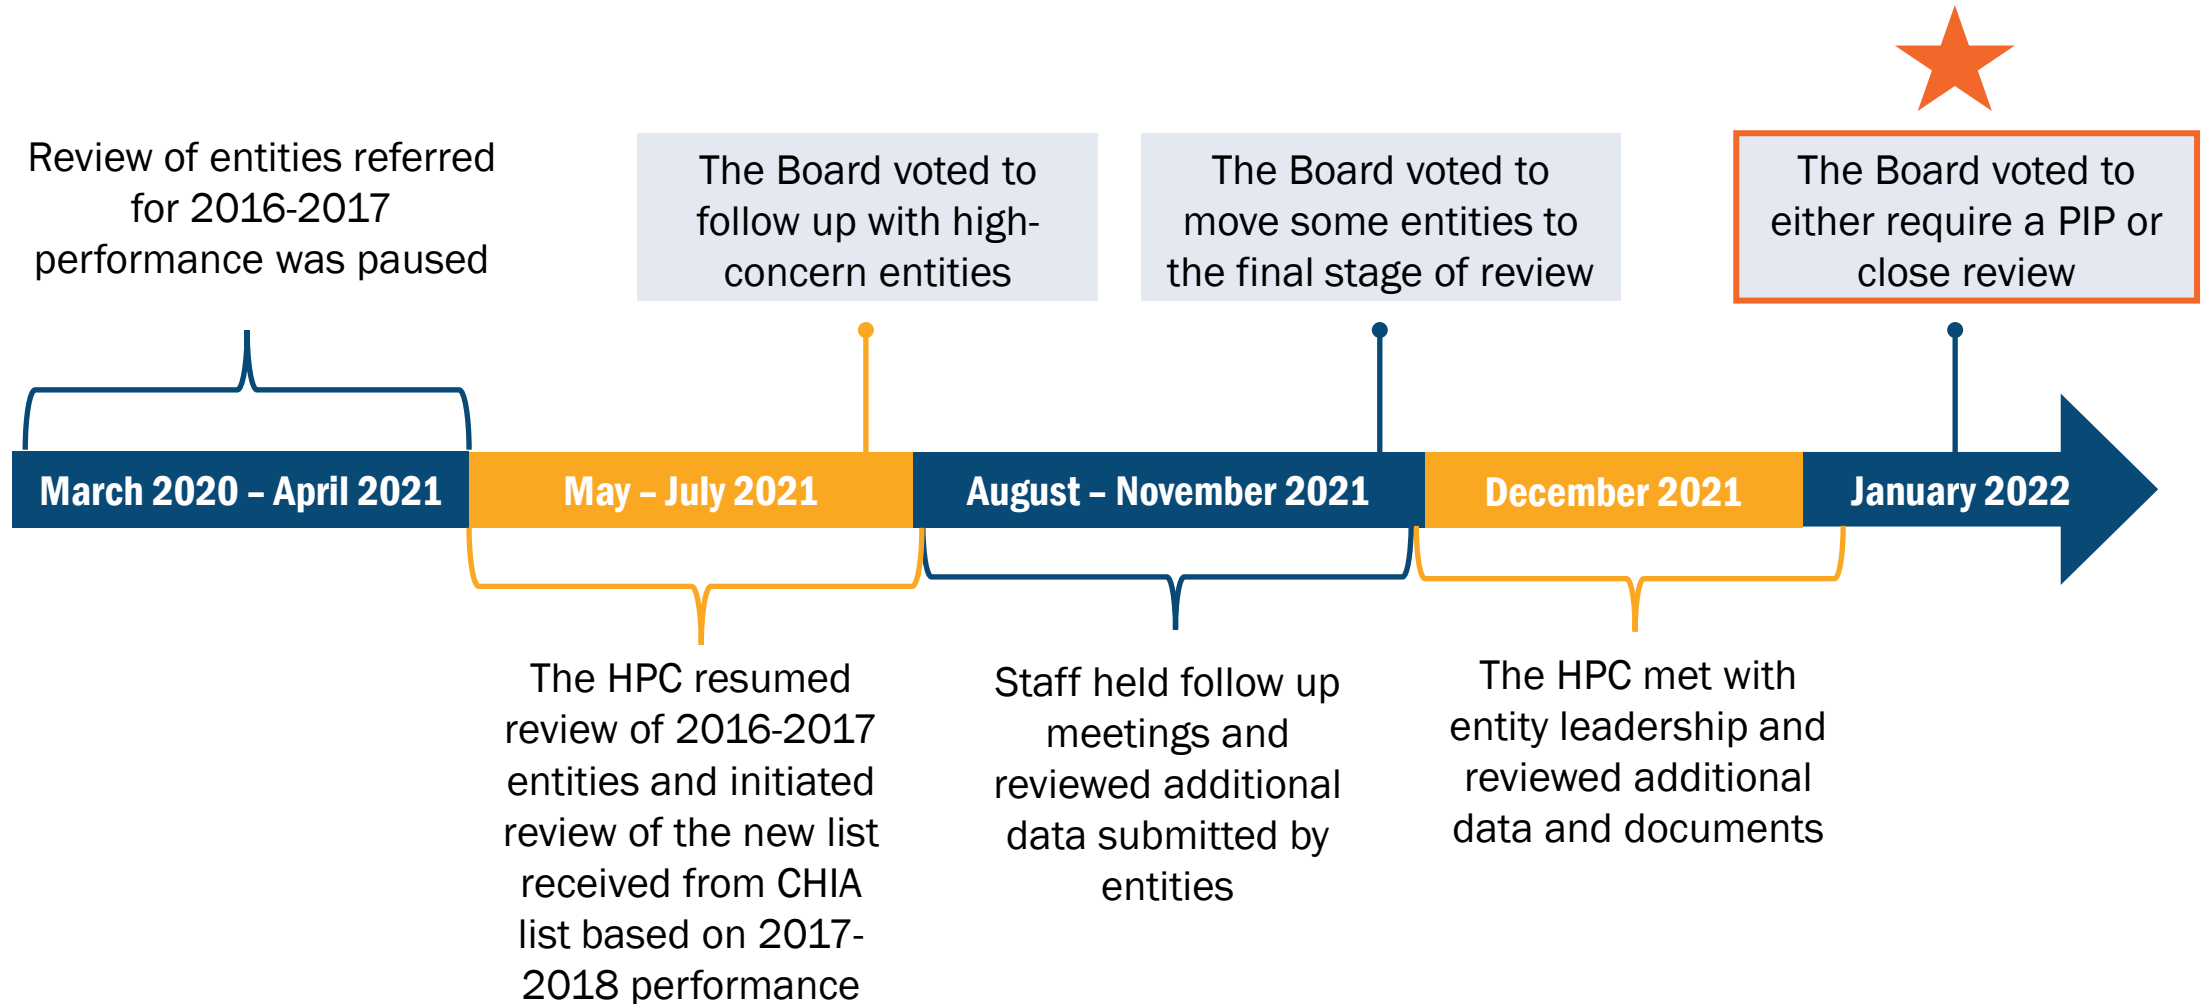 Review of entities referred
for 2016-2017
performance was paused
The Board voted to
follow up with high-
concern entities
The Board voted to
move some entities to
the final stage of review
The Board voted to
either require a PIP or
close review
March 2020 – April 2021
May – July 2021
August – November 2021
December 2021
January 2022
The HPC resumed
review of 2016-2017
entities and initiated
review of the new list
received from CHIA
list based on 2017-
2018 performance
Staff held follow up
meetings and
reviewed additional
data submitted by
entities
The HPC met with
entity leadership and
reviewed additional
data and documents